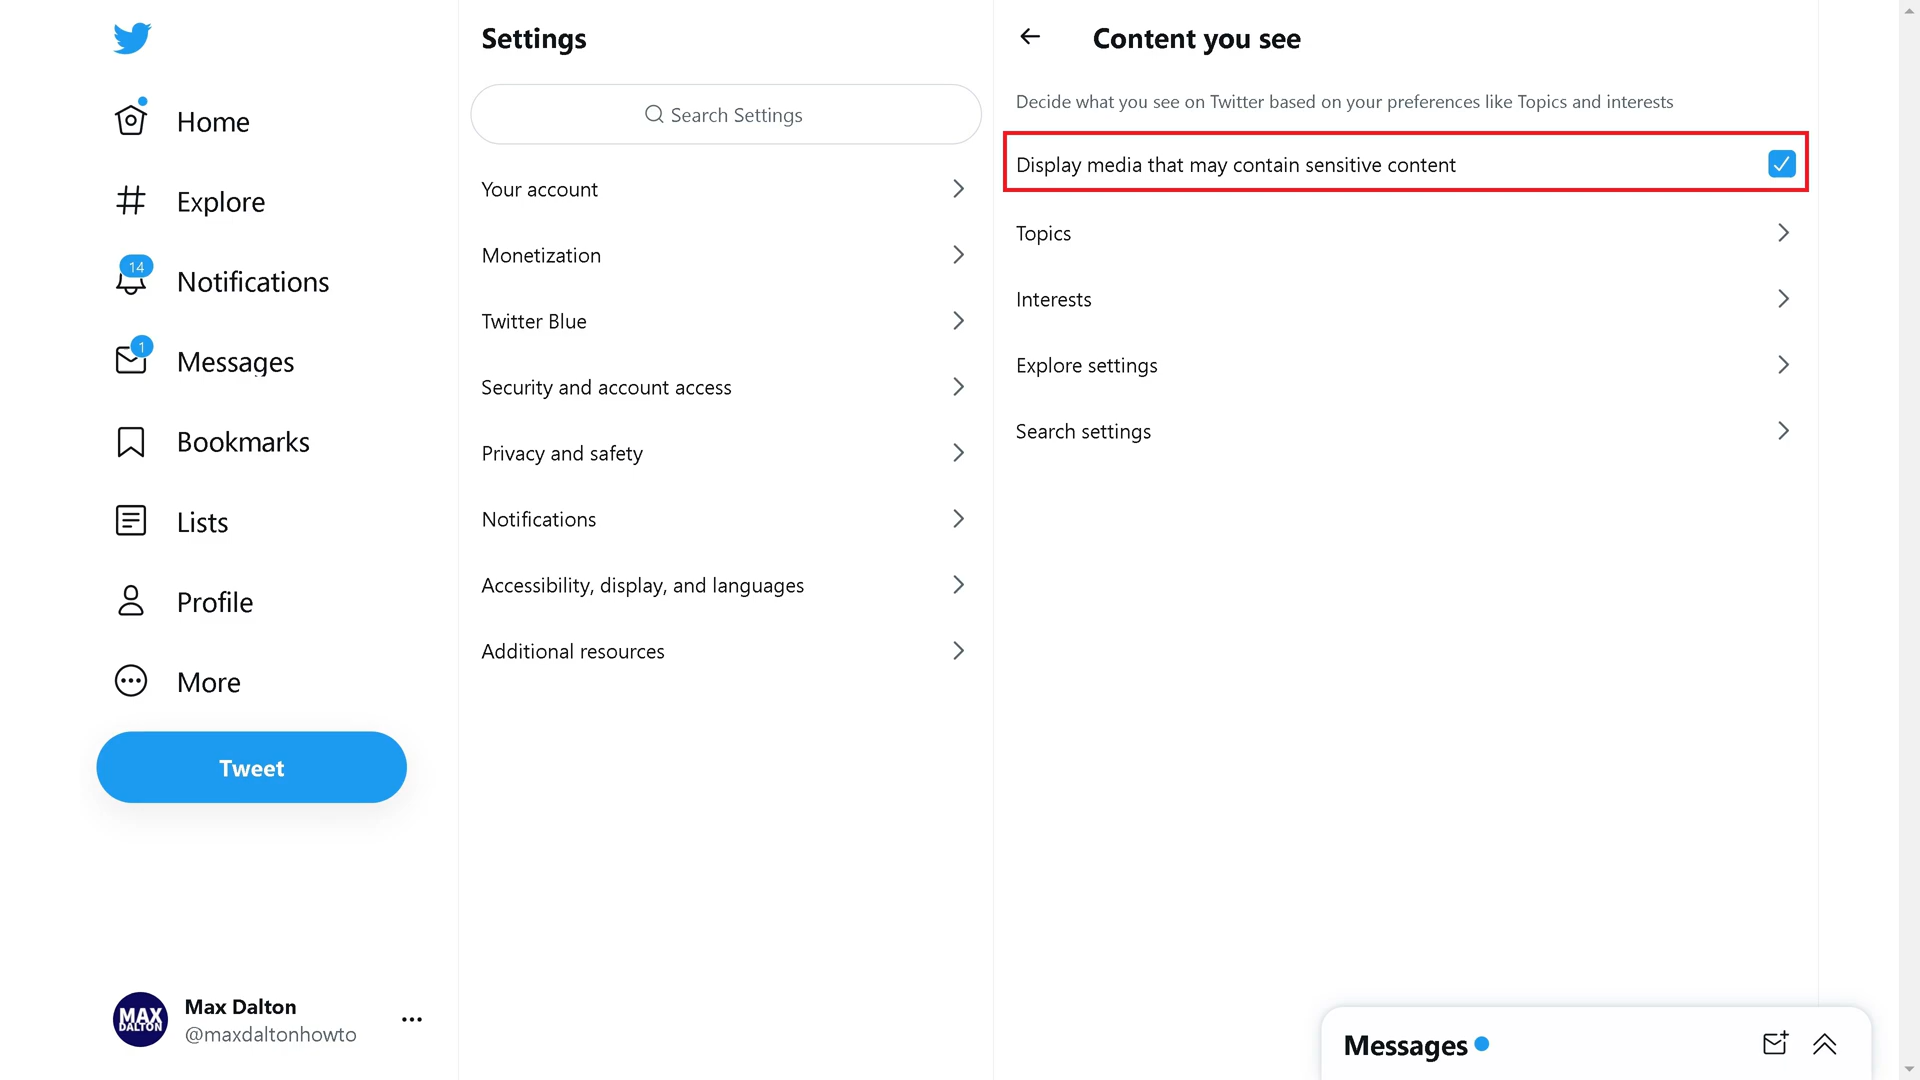 Home
Explore
14
Notifications
1
Messages
Bookmarks
Lists
Profile
More
Tweet
MAX
DALTON
Max Dalton
@maxdaltonhowto
Settings
Search Settings
Your account
Monetization
Twitter Blue
Security and account access
Privacy and safety
Notifications
Accessibility, display, and languages
Additional resources
Content you see
Decide what you see on Twitter based on your preferences like Topics and interests
Display media that may contain sensitive content
Topics
Interests
Explore settings
Search settings
Messages